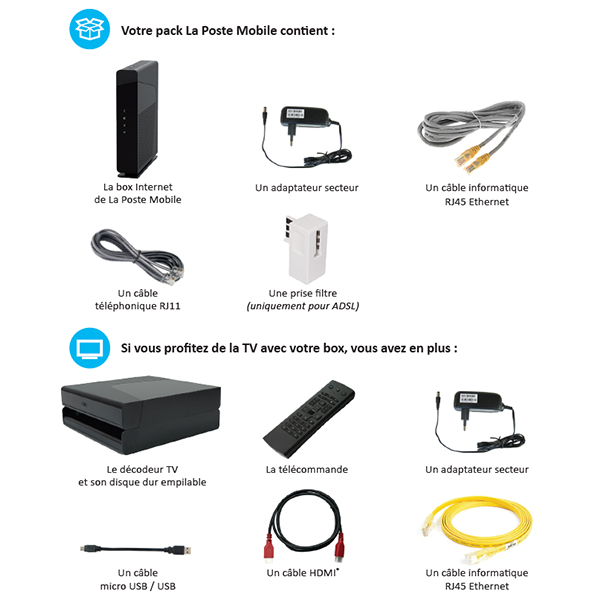 Votre pack La Poste Mobile contient :
La box Internet
de La Poste Mobile
Un adaptateur secteur
Un câble informatique
RJ45 Ethernet
Un câble
téléphonique RJ11
Une prise filtre
(uniquement pour ADSL)
Si vous profitez de la TV avec votre box, vous avez en plus :
Le décodeur TV
et son disque dur empilable
La télécommande
Un adaptateur secteur
Un câble
micro USB / USB
Un câble HDMI*
Un câble informatique
RJ45 Ethernet